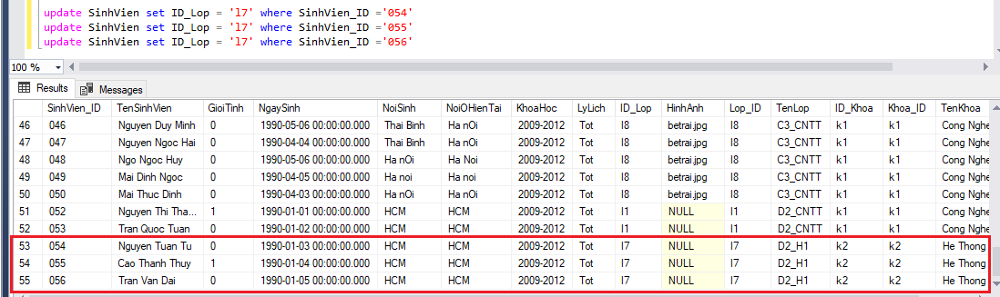 update SinhVien set ID_Lop = 'l7' where SinhVien_ID ='054'
update SinhVien set ID_Lop = 'l7' where SinhVien_ID ='055'
update SinhVien set ID_Lop = 'l7' where SinhVien_ID ='056'
100 %
Results Messages
SinhVien_ID TenSinhVien GioiTinh NgaySinh NoiSinh NoiOHienTai KhoaHoc LyLich ID_Lop HinhAnh Lop_ID TenLop ID_Khoa Khoa_ID TenKhoa
46 046 Nguyen Duy Minh 0 1990-05-06 00:00:00.000 Thai Binh Ha nOi 2009-2012 Tot l8 betrai.jpg l8 C3_CNTT k1 k1 Cong Nghe
47 047 Nguyen Ngoc Hai 0 1990-04-04 00:00:00.000 Thai Binh Ha nOi 2009-2012 Tot l8 betrai.jpg l8 C3_CNTT k1 k1 Cong Nghe
48 048 Ngo Ngoc Huy 0 1990-05-06 00:00:00.000 Ha nOi Ha Noi 2009-2012 Tot l8 betrai.jpg l8 C3_CNTT k1 k1 Cong Nghe
49 049 Mai Dinh Ngoc 0 1990-04-05 00:00:00.000 Ha noi Ha noi 2009-2012 Tot l8 betrai.jpg l8 C3_CNTT k1 k1 Cong Nghe
50 050 Mai Thuc Dinh 0 1990-04-03 00:00:00.000 Ha nOi Ha nOi 2009-2012 Tot l8 betrai.jpg l8 C3_CNTT k1 k1 Cong Nghe
51 052 Nguyen Thi Tha... 1 1990-01-01 00:00:00.000 HCM HCM 2009-2012 Tot l1 NULL l1 D2_CNTT k1 k1 Cong Nghe
52 053 Tran Quoc Tuan 0 1990-01-02 00:00:00.000 HCM HCM 2009-2012 Tot l1 NULL l1 D2_CNTT k1 k1 Cong Nghe
53 054 Nguyen Tuan Tu 0 1990-01-03 00:00:00.000 HCM HCM 2009-2012 Tot l7 NULL l7 D2_H1 k2 k2 He Thong
54 055 Cao Thanh Thuy 1 1990-01-04 00:00:00.000 HCM HCM 2009-2012 Tot l7 NULL l7 D2_H1 k2 k2 He Thong
55 056 Tran Van Dai 0 1990-01-05 00:00:00.000 HCM HCM 2009-2012 Tot l7 NULL l7 D2_H1 k2 k2 He Thong